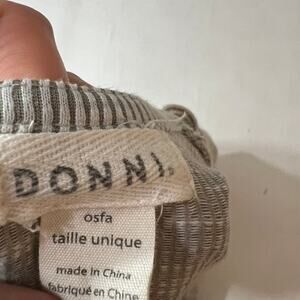 DONNI.
osfa
taille unique
made in China
fabriqué en Chine